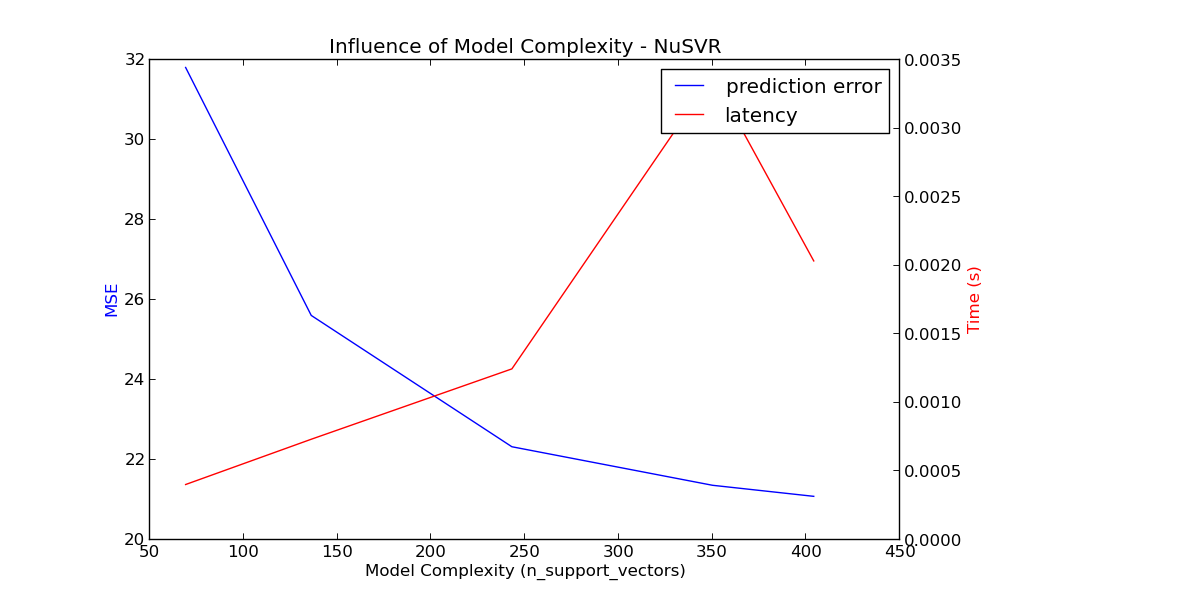 Influence of Model Complexity - NuSVR
prediction error
latency
32
30
28
26
24
22
20
MSE
0.0035
0.0030
0.0025
0.0020
0.0015
0.0010
0.0005
0.0000
Time (s)
50 100 150 200 250 300 350 400 450
Model Complexity (n_support_vectors)